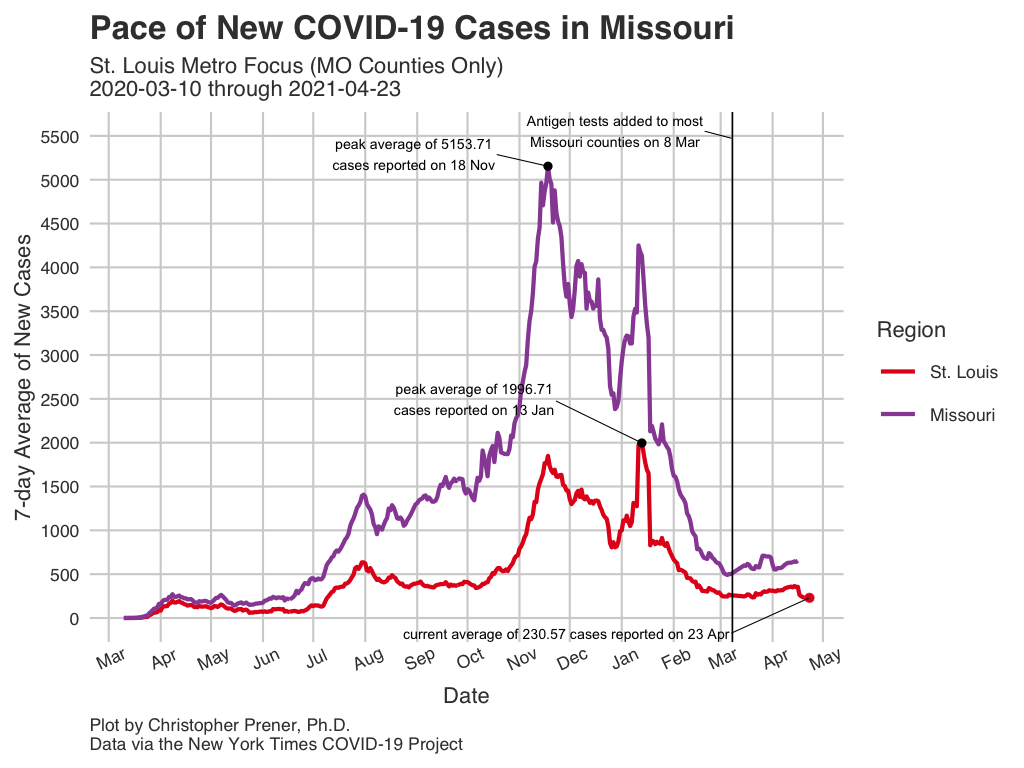 Pace of New COVID-19 Cases in Missouri
St. Louis Metro Focus (MO Counties Only)
2020-03-10 through 2021-04-23
Antigen tests added to most
Missouri counties on 8 Mar
peak average of 5153.71
cases reported on 18 Nov
peak average of 1996.71
cases reported on 13 Jan
current average of 230.57 cases reported on 23 Apr
7-day Average of New Cases
5500
5000
4500
4000
3500
3000
2500
2000
1500
1000
500
0
Mar Apr May Jun Jul Aug Sep Oct Nov Dec Jan Feb Mar Apr May
Date
Region
St. Louis
Missouri
Plot by Christopher Prener, Ph.D.
Data via the New York Times COVID-19 Project